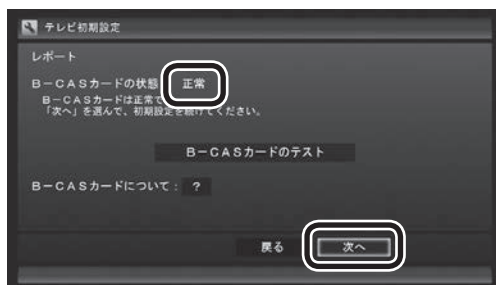 テレビ初期設定
レポート
B-CASカードの状態 正常
B-CASカードは正常で
「次へ」を選んで、初期設定を続けてください。
B-CASカードのテスト
B-CASカードについて: ?
戻る 次へ